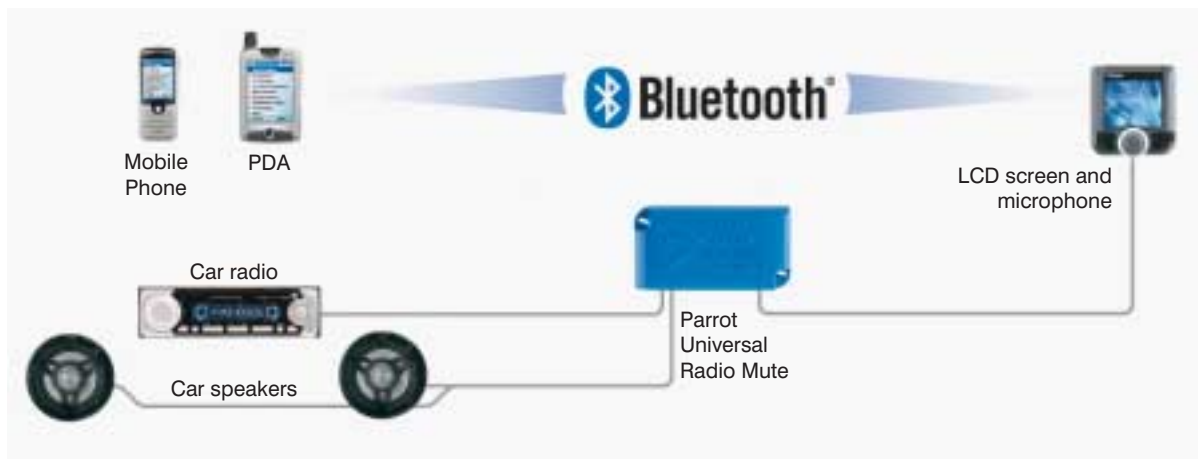 Bluetooth®
Mobile
Phone
PDA
LCD screen and
microphone
Car radio
Parrot
Universal
Radio Mute
Car speakers